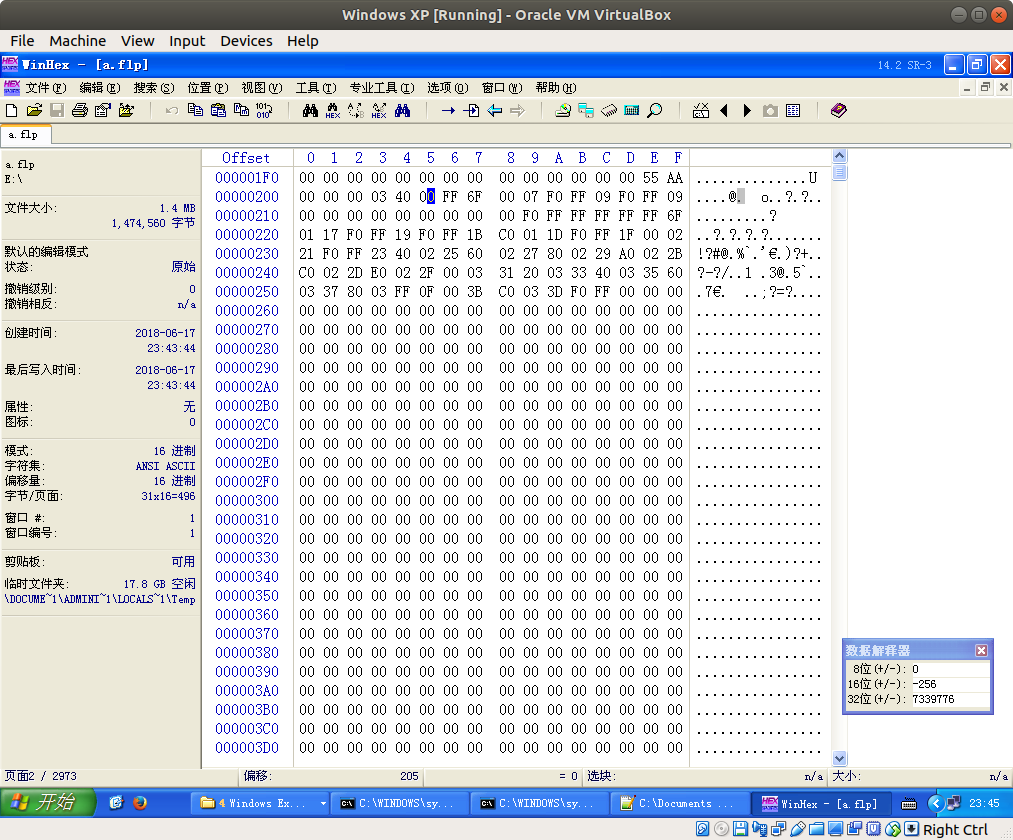 Windows XP [Running] - Oracle VM VirtualBox
File Machine View Input Devices Help
WinHex - [a.flp] 14.2 SR-3
文件(F) 编辑(E) 搜索(S) 位置(P) 视图(V) 工具(T) 专业工具(I) 选项(O) 窗口(W) 帮助(H)
a.flp
a.flp
E:\
文件大小: 1.4 MB
1,474,560 字节
默认的编辑模式
状态: 原始
撤销级别: 0
撤销相反: n/a
创建时间: 2018-06-17
23:43:44
最后写入时间: 2018-06-17
23:43:44
属性: 无
图标: 0
模式: 16 进制
字符集: ANSI ASCII
偏移量: 16 进制
字节/页面: 31x16=496
窗口 #: 1
窗口编号: 1
剪贴板: 可用
临时文件夹: 17.8 GB 空闲
\DOCUME~1\ADMINI~1\LOCALS~1\Temp
Offset 0 1 2 3 4 5 6 7 8 9 A B C D E F
000001F0 00 00 00 00 00 00 00 00 00 00 00 00 00 00 55 AA ..............U
00000200 00 00 00 03 40 00 FF 6F 00 07 F0 FF 09 F0 FF 09 ....@. o..?.?..
00000210 00 00 00 00 00 00 00 00 00 F0 FF FF FF FF FF 6F .........?
00000220 01 17 F0 FF 19 F0 FF 1B C0 01 1D F0 FF 1F 00 02 ..?.?.?.?.......
00000230 21 F0 FF 23 40 02 25 60 02 27 80 02 29 A0 02 2B !?#@.%`.'€.)?+..
00000240 C0 02 2D E0 02 2F 00 03 31 20 03 33 40 03 35 60 ?-?/..1 .3@.5`..
00000250 03 37 80 03 FF 0F 00 3B C0 03 3D F0 FF 00 00 00 .7€. ..;?=?....
00000260 00 00 00 00 00 00 00 00 00 00 00 00 00 00 00 00 ................
00000270 00 00 00 00 00 00 00 00 00 00 00 00 00 00 00 00 ................
00000280 00 00 00 00 00 00 00 00 00 00 00 00 00 00 00 00 ................
00000290 00 00 00 00 00 00 00 00 00 00 00 00 00 00 00 00 ................
000002A0 00 00 00 00 00 00 00 00 00 00 00 00 00 00 00 00 ................
000002B0 00 00 00 00 00 00 00 00 00 00 00 00 00 00 00 00 ................
000002C0 00 00 00 00 00 00 00 00 00 00 00 00 00 00 00 00 ................
000002D0 00 00 00 00 00 00 00 00 00 00 00 00 00 00 00 00 ................
000002E0 00 00 00 00 00 00 00 00 00 00 00 00 00 00 00 00 ................
000002F0 00 00 00 00 00 00 00 00 00 00 00 00 00 00 00 00 ................
00000300 00 00 00 00 00 00 00 00 00 00 00 00 00 00 00 00 ................
00000310 00 00 00 00 00 00 00 00 00 00 00 00 00 00 00 00 ................
00000320 00 00 00 00 00 00 00 00 00 00 00 00 00 00 00 00 ................
00000330 00 00 00 00 00 00 00 00 00 00 00 00 00 00 00 00 ................
00000340 00 00 00 00 00 00 00 00 00 00 00 00 00 00 00 00 ................
00000350 00 00 00 00 00 00 00 00 00 00 00 00 00 00 00 00 ................
00000360 00 00 00 00 00 00 00 00 00 00 00 00 00 00 00 00 ................
00000370 00 00 00 00 00 00 00 00 00 00 00 00 00 00 00 00 ................
00000380 00 00 00 00 00 00 00 00 00 00 00 00 00 00 00 00 ................
00000390 00 00 00 00 00 00 00 00 00 00 00 00 00 00 00 00 ................
000003A0 00 00 00 00 00 00 00 00 00 00 00 00 00 00 00 00 ................
000003B0 00 00 00 00 00 00 00 00 00 00 00 00 00 00 00 00 ................
000003C0 00 00 00 00 00 00 00 00 00 00 00 00 00 00 00 00 ................
000003D0 00 00 00 00 00 00 00 00 00 00 00 00 00 00 00 00 ................
数据解释器
8位(+/-): 0
16位(+/-): -256
32位(+/-): 7339776
页面2 / 2973 偏移: 205 = 0 选块: n/a 大小: n/a
开始 4 Windows Ex... C:\WINDOWS\sy... C:\WINDOWS\sy... C:\Documents ... WinHex - [a.flp] 23:45
Right Ctrl